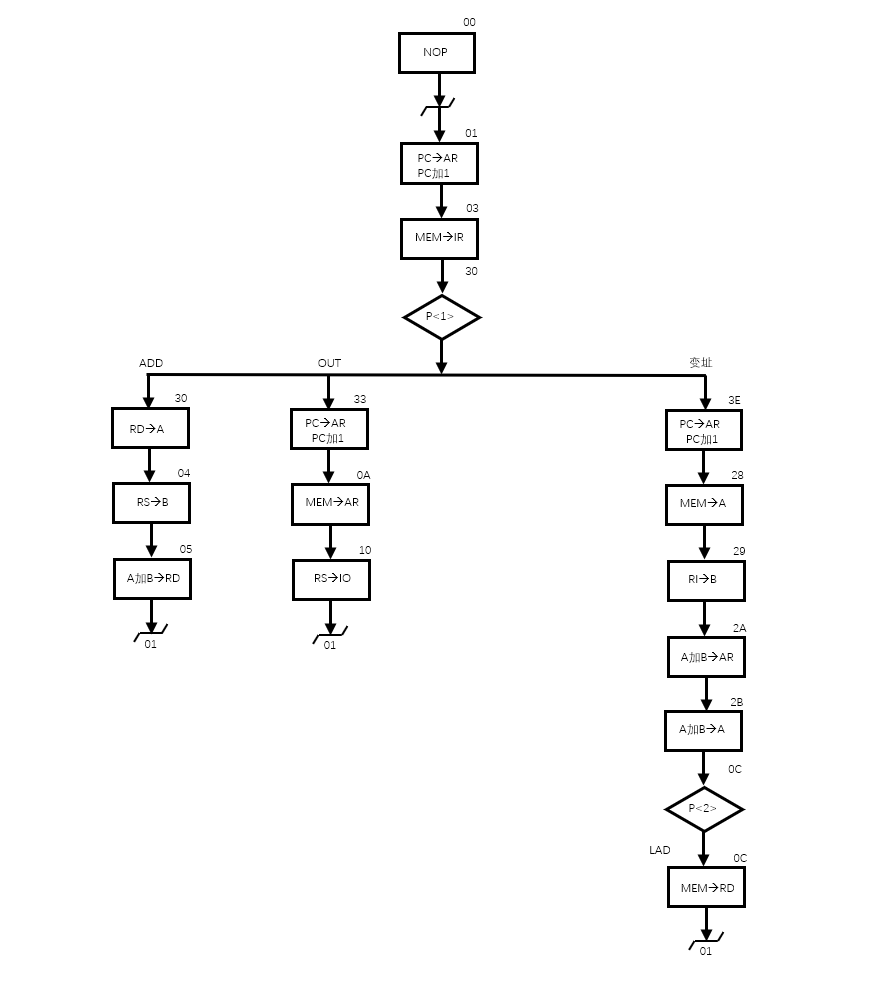 00
NOP
01
PC→AR
PC加1
03
MEM→IR
30
P<1>
ADD
OUT
变址
30
RD→A
04
RS→B
05
A加B→RD
01
33
PC→AR
PC加1
0A
MEM→AR
10
RS→IO
01
3E
PC→AR
PC加1
28
MEM→A
29
RI→B
2A
A加B→AR
2B
A加B→A
0C
P<2>
LAD
0C
MEM→RD
01